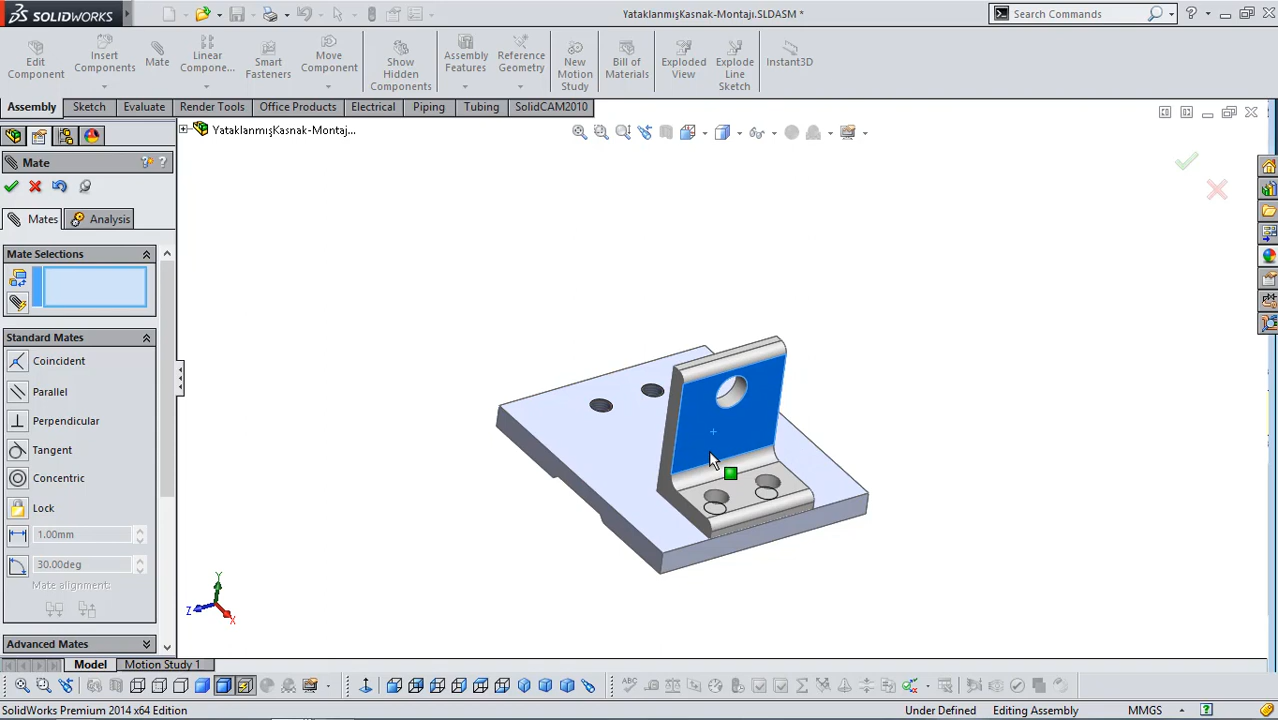 SOLIDWORKS
YataklanmışKasnak-Montajı.SLDASM *
Search Commands
Edit Component
Insert Components
Mate
Linear Compone...
Smart Fasteners
Move Component
Show Hidden Components
Assembly Features
Reference Geometry
New Motion Study
Bill of Materials
Exploded View
Explode Line Sketch
Instant3D
Assembly
Sketch
Evaluate
Render Tools
Office Products
Electrical
Piping
Tubing
SolidCAM2010
YataklanmışKasnak-Montaj...
Mate
Mates
Analysis
Mate Selections
Standard Mates
Coincident
Parallel
Perpendicular
Tangent
Concentric
Lock
1.00mm
30.00deg
Mate alignment:
Advanced Mates
Y
Z
X
Model
Motion Study 1
SolidWorks Premium 2014 x64 Edition
Under Defined
Editing Assembly
MMGS